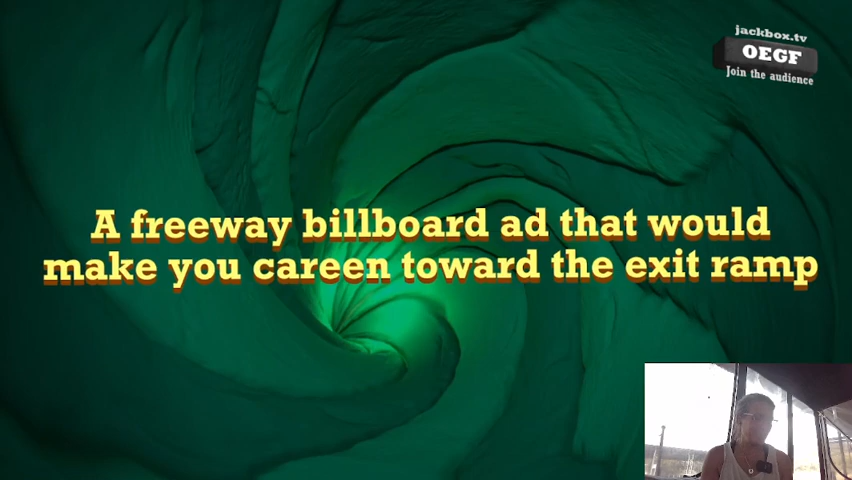 jackbox.tv
OEGF
Join the audience
A freeway billboard ad that would
make you careen toward the exit ramp